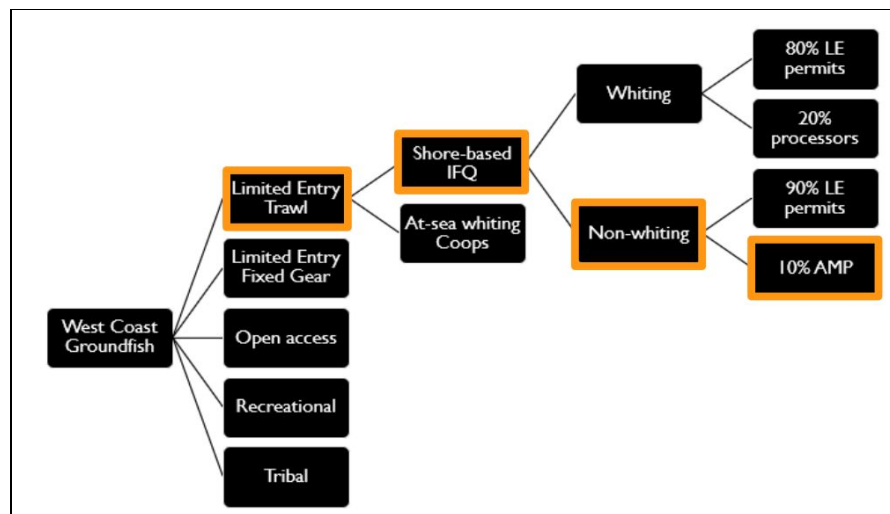 West Coast
Groundfish
Limited Entry
Trawl
Limited Entry
Fixed Gear
Open access
Recreational
Tribal
Shore-based
IFQ
At-sea whiting
Coops
Whiting
Non-whiting
80% LE
permits
20%
processors
90% LE
permits
10% AMP